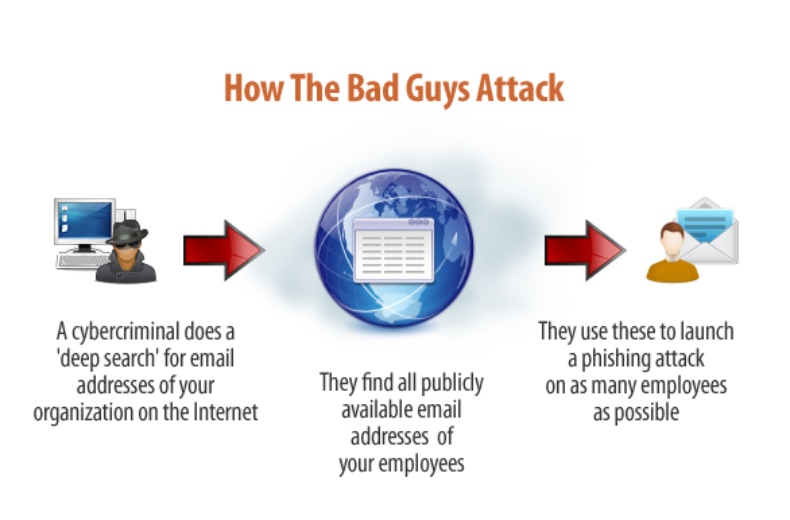 How The Bad Guys Attack
A cybercriminal does a
'deep search' for email
addresses of your
organization on the Internet
They find all publicly
available email
addresses of
your employees
They use these to launch
a phishing attack
on as many employees
as possible